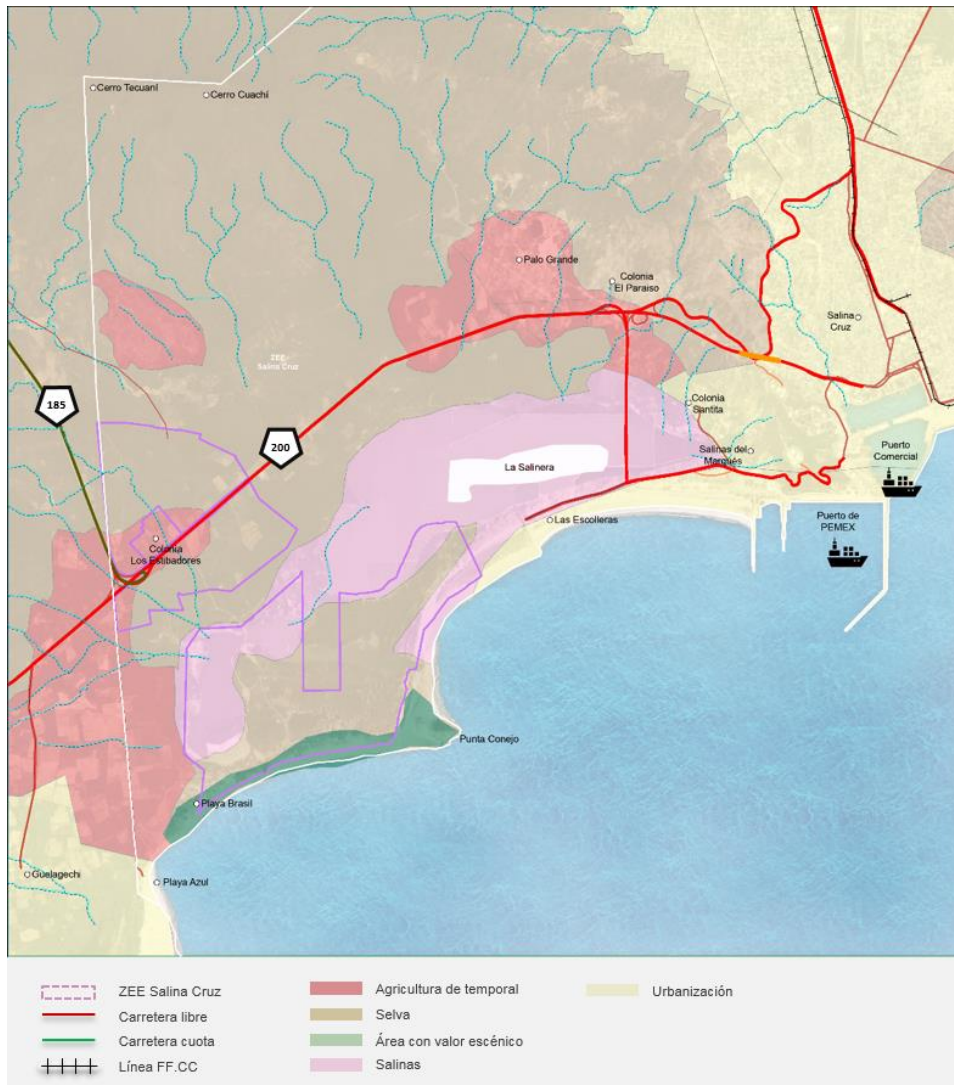 Cerro Tecuaní
Cerro Cuachí
Palo Grande
Colonia
El Paraiso
Salina
Cruz
ZEE-
Salina Cruz
185
200
Colonia
Santita
Salinas del
Marqués
La Salinera
Puerto
Comercial
Las Escolleras
Puerto de
PEMEX
Colonia
Los Estibadores
Punta Conejo
Playa Brasil
Guelagechi
Playa Azul
ZEE Salina Cruz
Carretera libre
Carretera cuota
Línea FF.CC
Agricultura de temporal
Selva
Área con valor escénico
Salinas
Urbanización